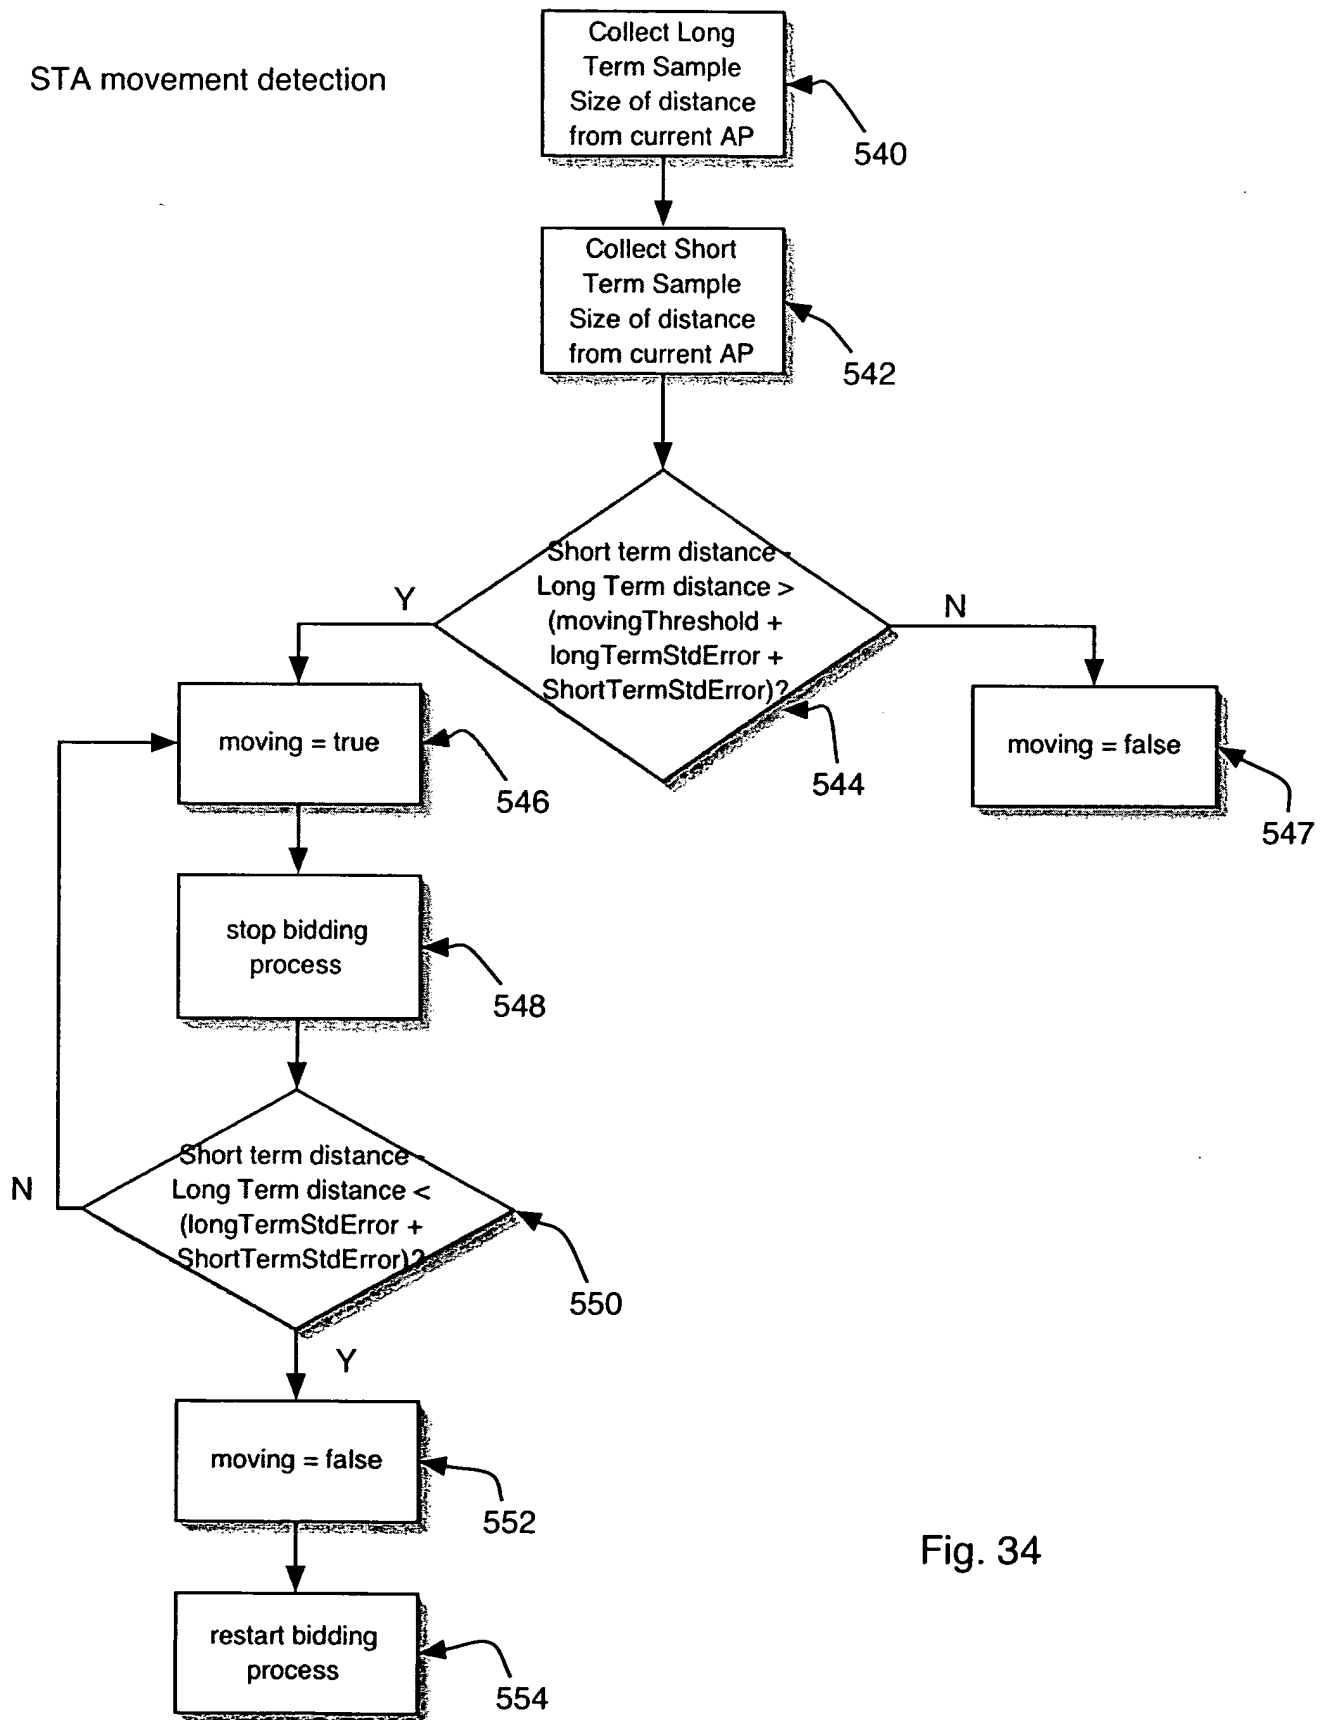 STA movement detection
Collect Long
Term Sample
Size of distance
from current AP
540
Collect Short
Term Sample
Size of distance
from current AP
542
Short term distance -
Long Term distance >
(movingThreshold +
longTermStdError +
ShortTermStdError)?
Y
N
544
moving = true
546
moving = false
547
stop bidding
process
548
Short term distance -
Long Term distance <
(longTermStdError +
ShortTermStdError)?
N
550
Y
moving = false
552
restart bidding
process
554
Fig. 34